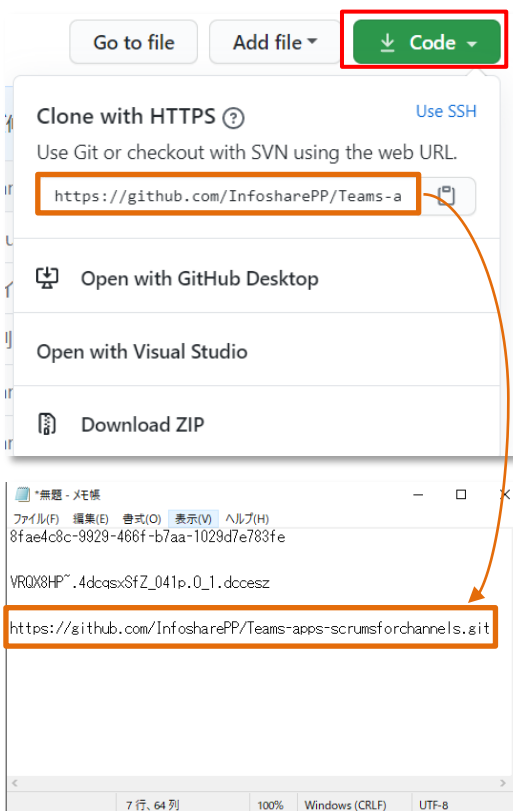 Go to file
Add file
Code
Clone with HTTPS
Use SSH
Use Git or checkout with SVN using the web URL.
https://github.com/InfosharePP/Teams-a
Open with GitHub Desktop
Open with Visual Studio
Download ZIP
*無題 - メモ帳
ファイル(F) 編集(E) 書式(O) 表示(V) ヘルプ(H)
8fae4c8c-9929-466f-b7aa-1029d7e783fe
VRQX8HP~.4dcqsxSfZ_041p.0_1.dccesz
https://github.com/InfosharePP/Teams-apps-scrumsforchannels.git
7 行、64 列 100% Windows (CRLF) UTF-8